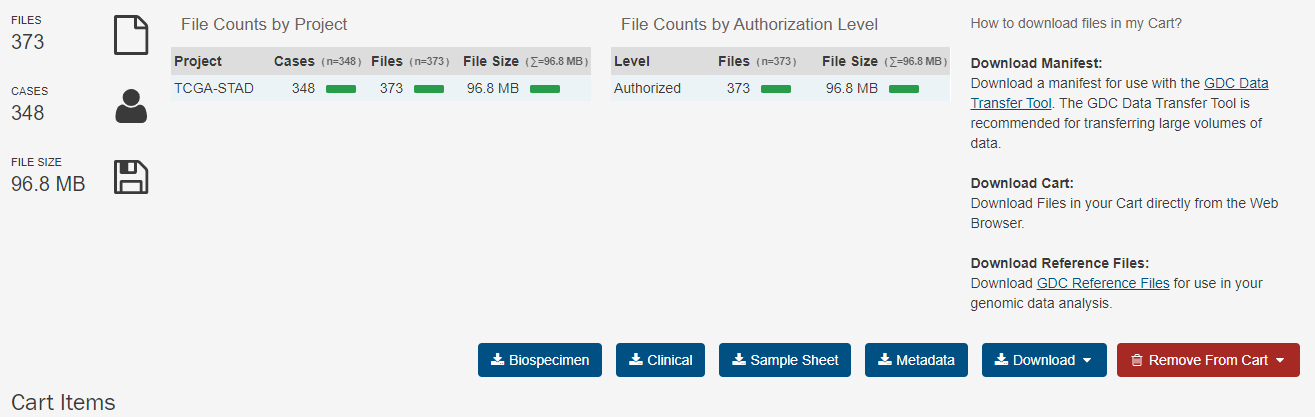 FILES
373
CASES
348
FILE SIZE
96.8 MB
File Counts by Project
Project Cases (n=348) Files (n=373) File Size (∑=96.8 MB)
TCGA-STAD 348 373 96.8 MB
File Counts by Authorization Level
Level Files (n=373) File Size (∑=96.8 MB)
Authorized 373 96.8 MB
How to download files in my Cart?
Download Manifest:
Download a manifest for use with the GDC Data
Transfer Tool. The GDC Data Transfer Tool is
recommended for transferring large volumes of
data.
Download Cart:
Download Files in your Cart directly from the Web
Browser.
Download Reference Files:
Download GDC Reference Files for use in your
genomic data analysis.
Biospecimen Clinical Sample Sheet Metadata Download Remove From Cart
Cart Items